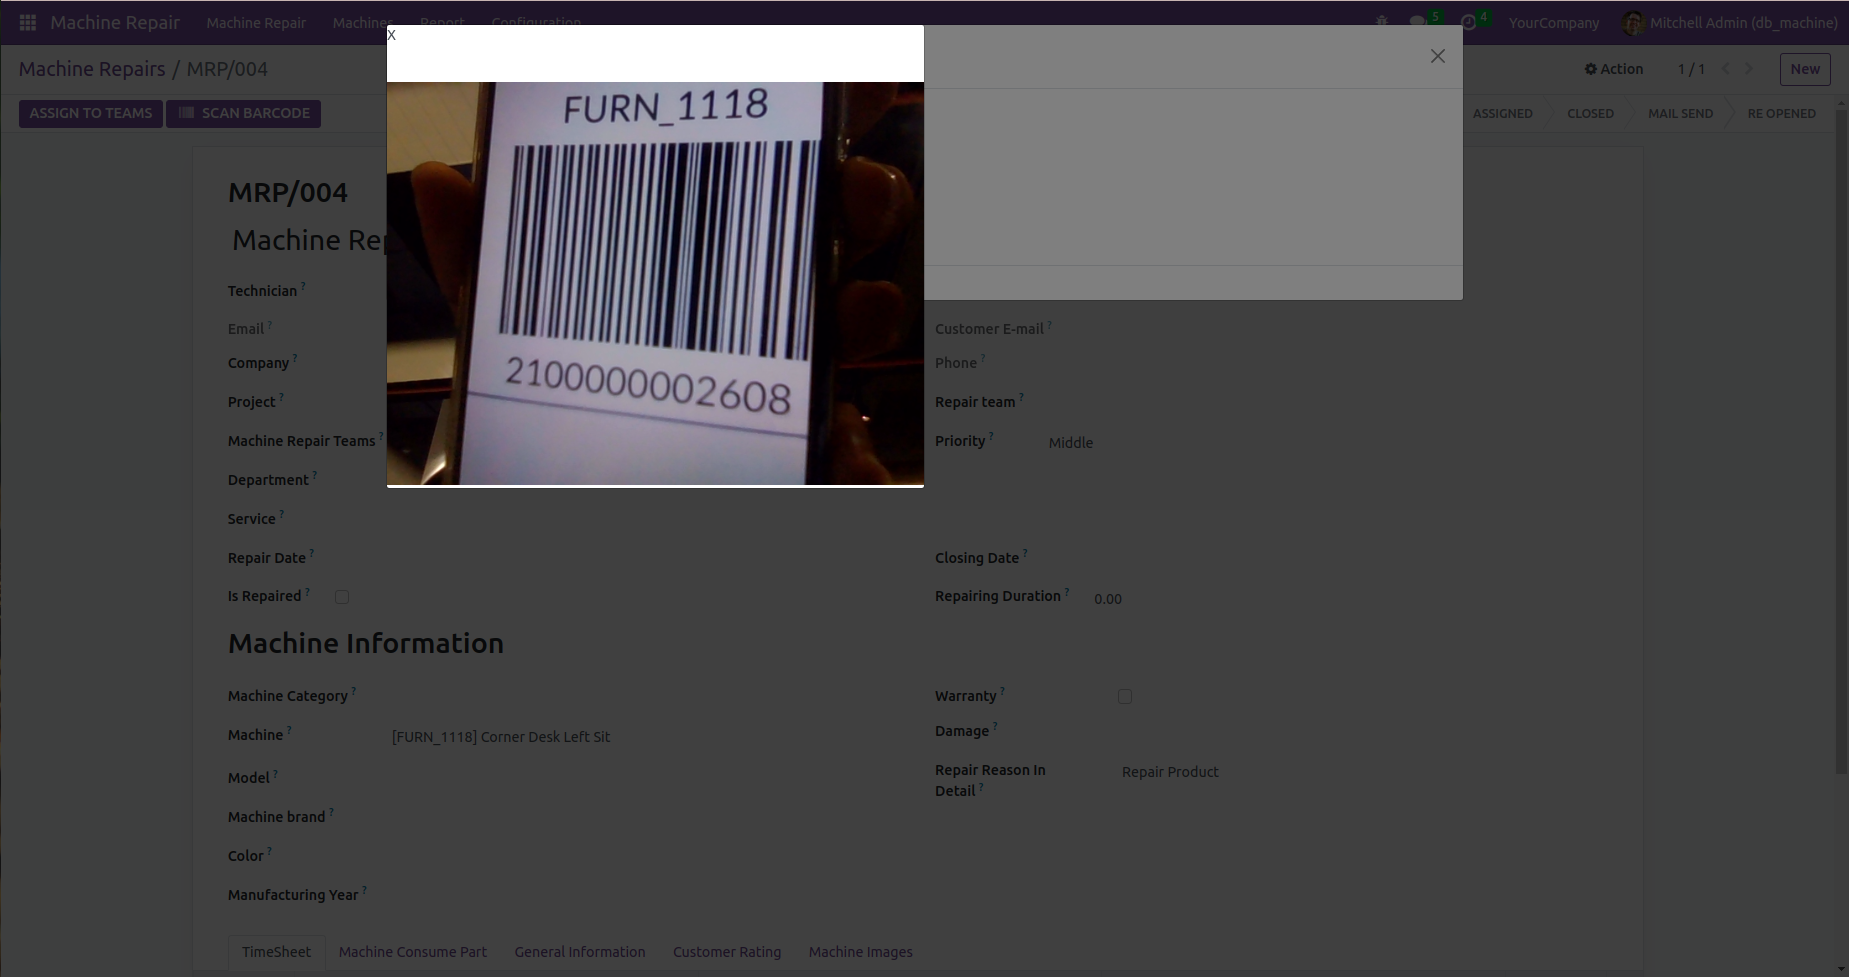 Machine Repair Machine Repair Machines Report Configuration 5 4 YourCompany Mitchell Admin (db_machine)
X
Machine Repairs / MRP/004 Action 1 / 1 New
ASSIGN TO TEAMS SCAN BARCODE ASSIGNED CLOSED MAIL SEND RE OPENED
FURN_1118
2100000002608
MRP/004
Machine Rep
Technician ?
Email ? Customer E-mail ?
Company ? Phone ?
Project ? Repair team ?
Machine Repair Teams ? Priority ? Middle
Department ?
Service ?
Repair Date ? Closing Date ?
Is Repaired ? Repairing Duration ? 0.00
Machine Information
Machine Category ? Warranty ?
Machine ? [FURN_1118] Corner Desk Left Sit Damage ?
Model ? Repair Reason In
Detail ? Repair Product
Machine brand ?
Color ?
Manufacturing Year ?
TimeSheet Machine Consume Part General Information Customer Rating Machine Images